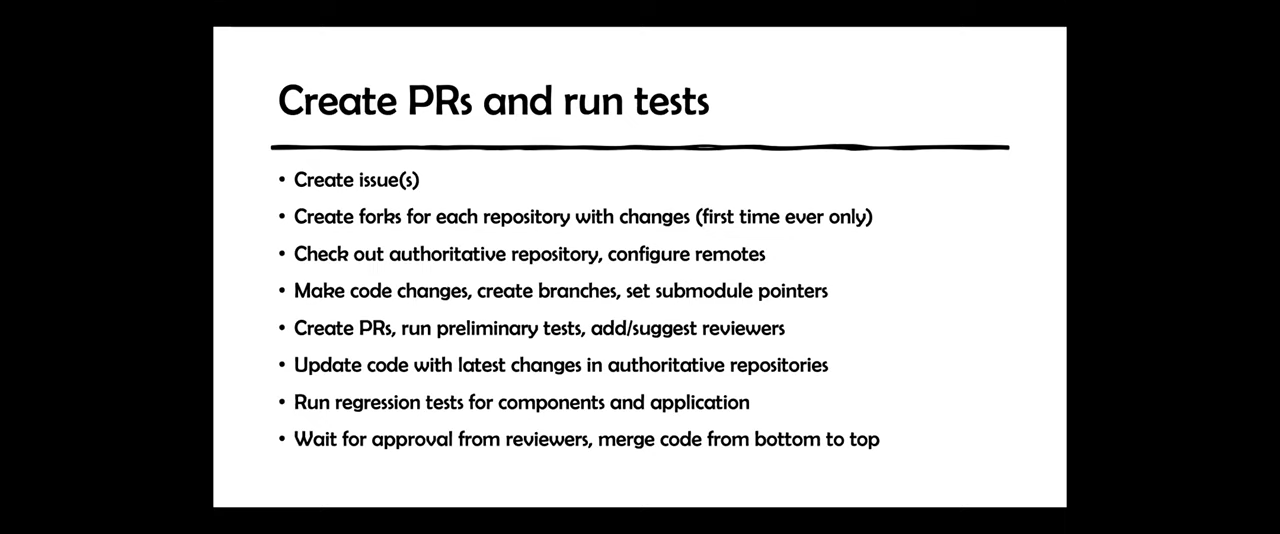 Create PRs and run tests
• Create issue(s)
• Create forks for each repository with changes (first time ever only)
• Check out authoritative repository, configure remotes
• Make code changes, create branches, set submodule pointers
• Create PRs, run preliminary tests, add/suggest reviewers
• Update code with latest changes in authoritative repositories
• Run regression tests for components and application
• Wait for approval from reviewers, merge code from bottom to top